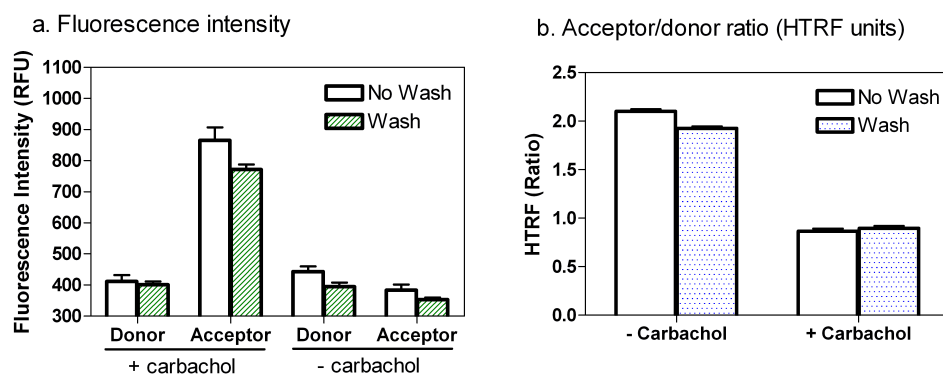 a. Fluorescence intensity
Fluorescence Intensity (RFU)
1100
1000
900
800
700
600
500
400
300
No Wash
Wash
Donor Acceptor Donor Acceptor
+ carbachol - carbachol
b. Acceptor/donor ratio (HTRF units)
HTRF (Ratio)
2.5
2.0
1.5
1.0
0.5
0.0
No Wash
Wash
- Carbachol + Carbachol